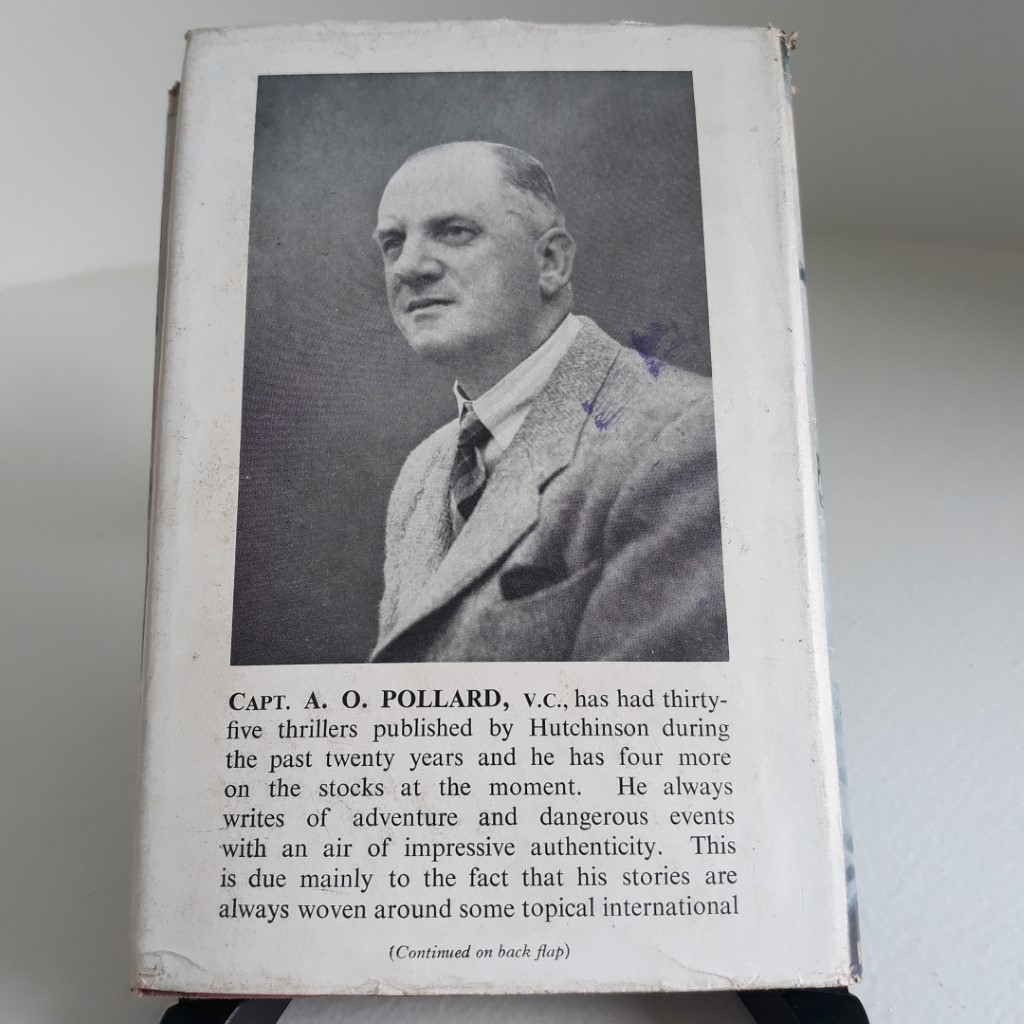 CAPT. A. O. POLLARD, V.C., has had thirty-
five thrillers published by Hutchinson during
the past twenty years and he has four more
on the stocks at the moment. He always
writes of adventure and dangerous events
with an air of impressive authenticity. This
is due mainly to the fact that his stories are
always woven around some topical international
(Continued on back flap)